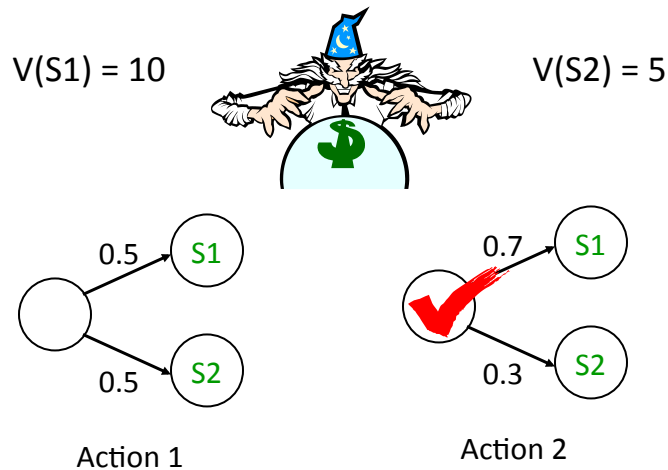 V(S1) = 10
V(S2) = 5
$
0.5
S1
0.5
S2
Action 1
0.7
S1
0.3
S2
Action 2